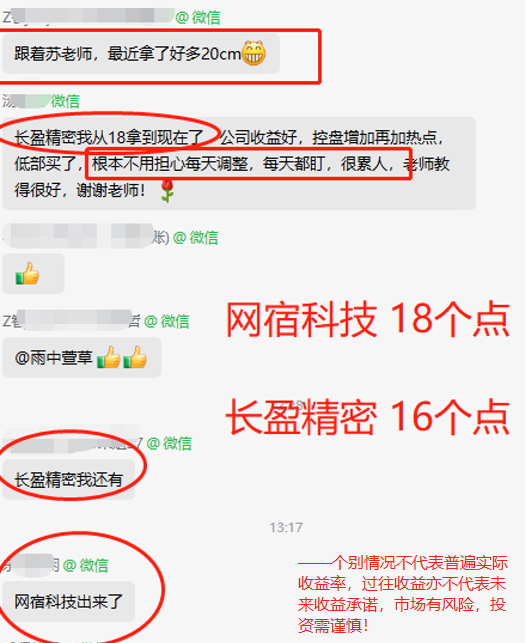 @ 微信
跟着苏老师，最近拿了好多20cm
微信
长盈精密我从18拿到现在了，公司收益好，控盘增加再加热点，
低部买了，根本不用担心每天调整，每天都盯，很累人，老师教
得很好，谢谢老师！
账) @ 微信
@ 微信
@雨中萱草
网宿科技 18个点
长盈精密 16个点
@ 微信
长盈精密我还有
13:17
@ 微信
网宿科技出来了
——个别情况不代表普遍实际
收益率，过往收益亦不代表未
来收益承诺，市场有风险，投
资需谨慎！